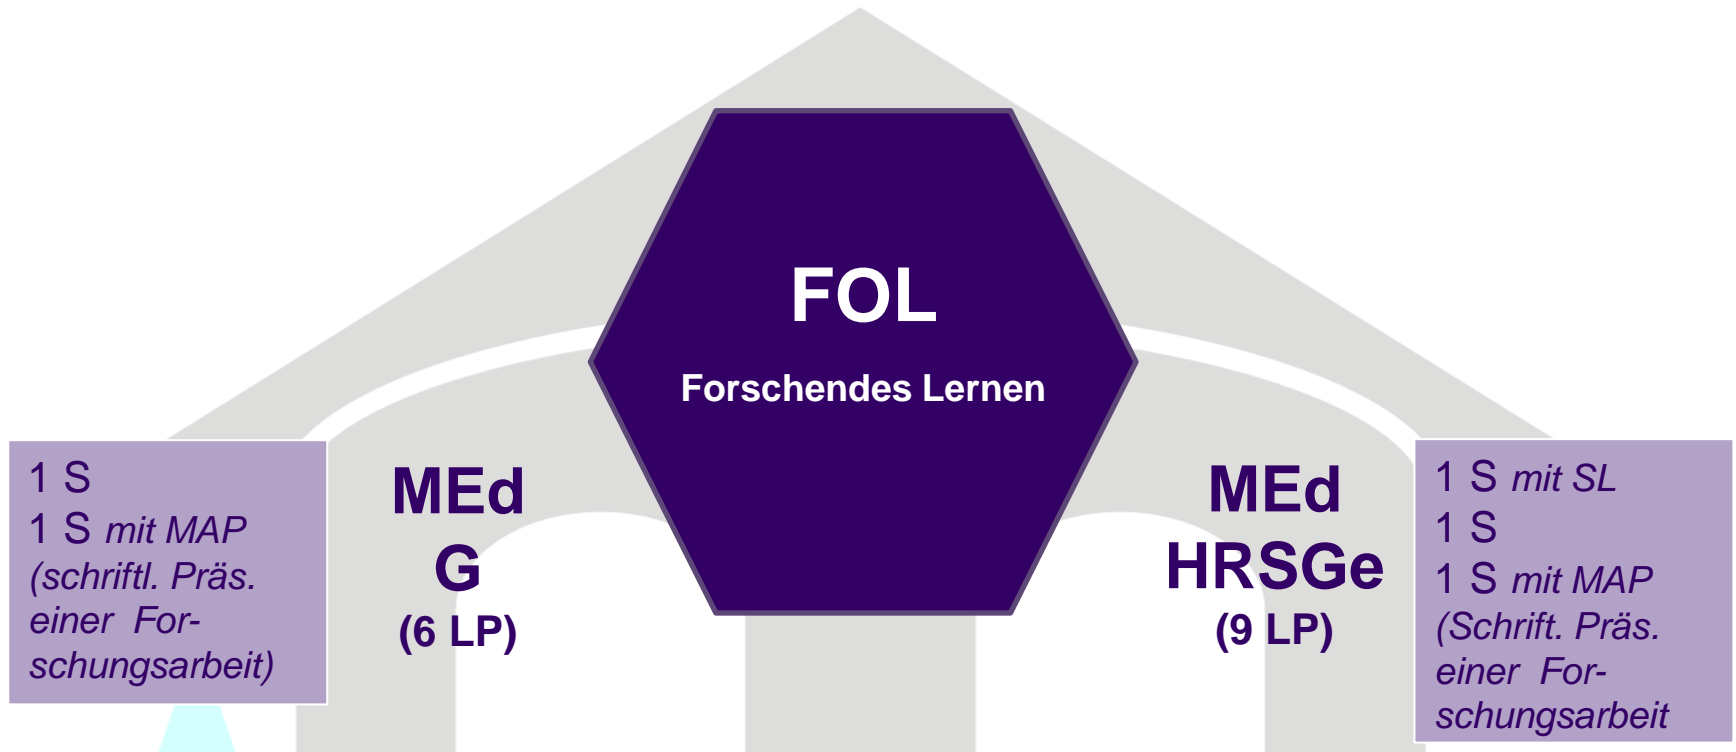 FOL
Forschendes Lernen
1 S
1 S mit MAP
(schriftl. Präs.
einer For-
schungsarbeit)
MEd
G
(6 LP)
MEd
HRSGe
(9 LP)
1 S mit SL
1 S
1 S mit MAP
(Schrift. Präs.
einer For-
schungsarbeit